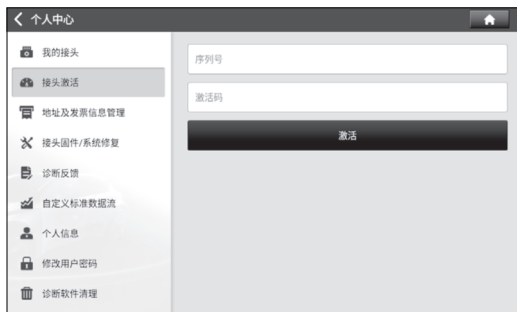 个人中心
我的接头
接头激活
地址及发票信息管理
接头固件/系统修复
诊断反馈
自定义标准数据流
个人信息
修改用户密码
诊断软件清理
序列号
激活码
激活